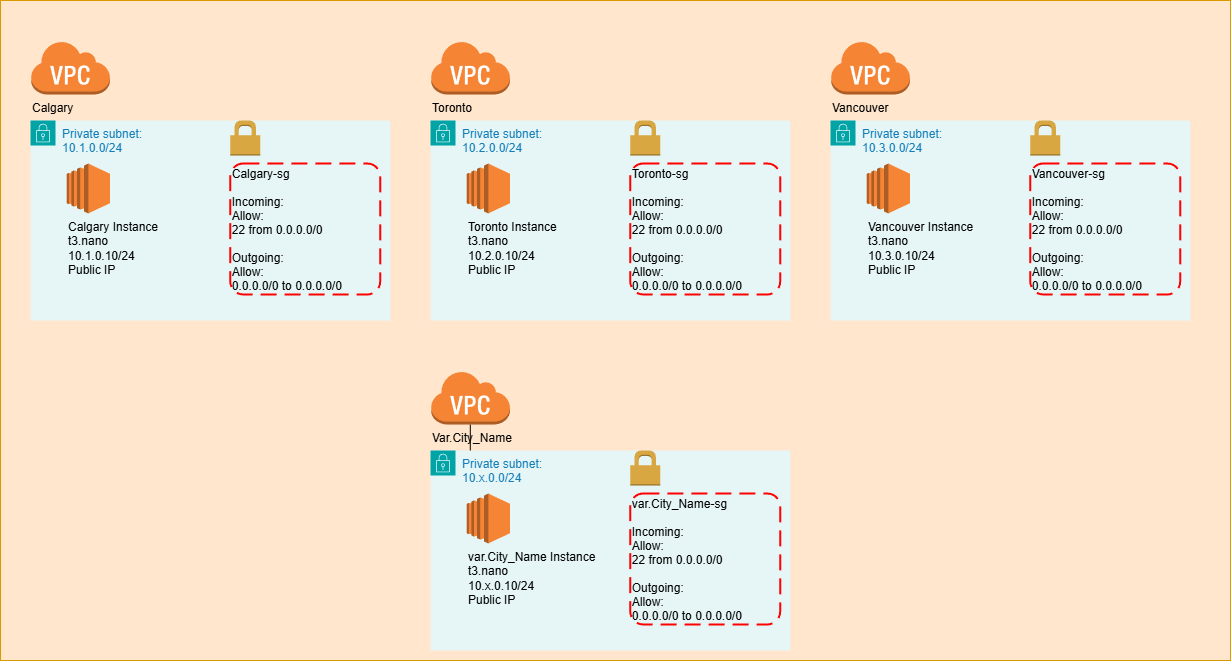 VPC
Calgary
Private subnet:
10.1.0.0/24
Calgary Instance
t3.nano
10.1.0.10/24
Public IP
Calgary-sg
Incoming:
Allow:
22 from 0.0.0.0/0
Outgoing:
Allow:
0.0.0.0/0 to 0.0.0.0/0
VPC
Toronto
Private subnet:
10.2.0.0/24
Toronto Instance
t3.nano
10.2.0.10/24
Public IP
Toronto-sg
Incoming:
Allow:
22 from 0.0.0.0/0
Outgoing:
Allow:
0.0.0.0/0 to 0.0.0.0/0
VPC
Vancouver
Private subnet:
10.3.0.0/24
Vancouver Instance
t3.nano
10.3.0.10/24
Public IP
Vancouver-sg
Incoming:
Allow:
22 from 0.0.0.0/0
Outgoing:
Allow:
0.0.0.0/0 to 0.0.0.0/0
VPC
Var.City_Name
Private subnet:
10.x.0.0/24
var.City_Name Instance
t3.nano
10.x.0.10/24
Public IP
var.City_Name-sg
Incoming:
Allow:
22 from 0.0.0.0/0
Outgoing:
Allow:
0.0.0.0/0 to 0.0.0.0/0